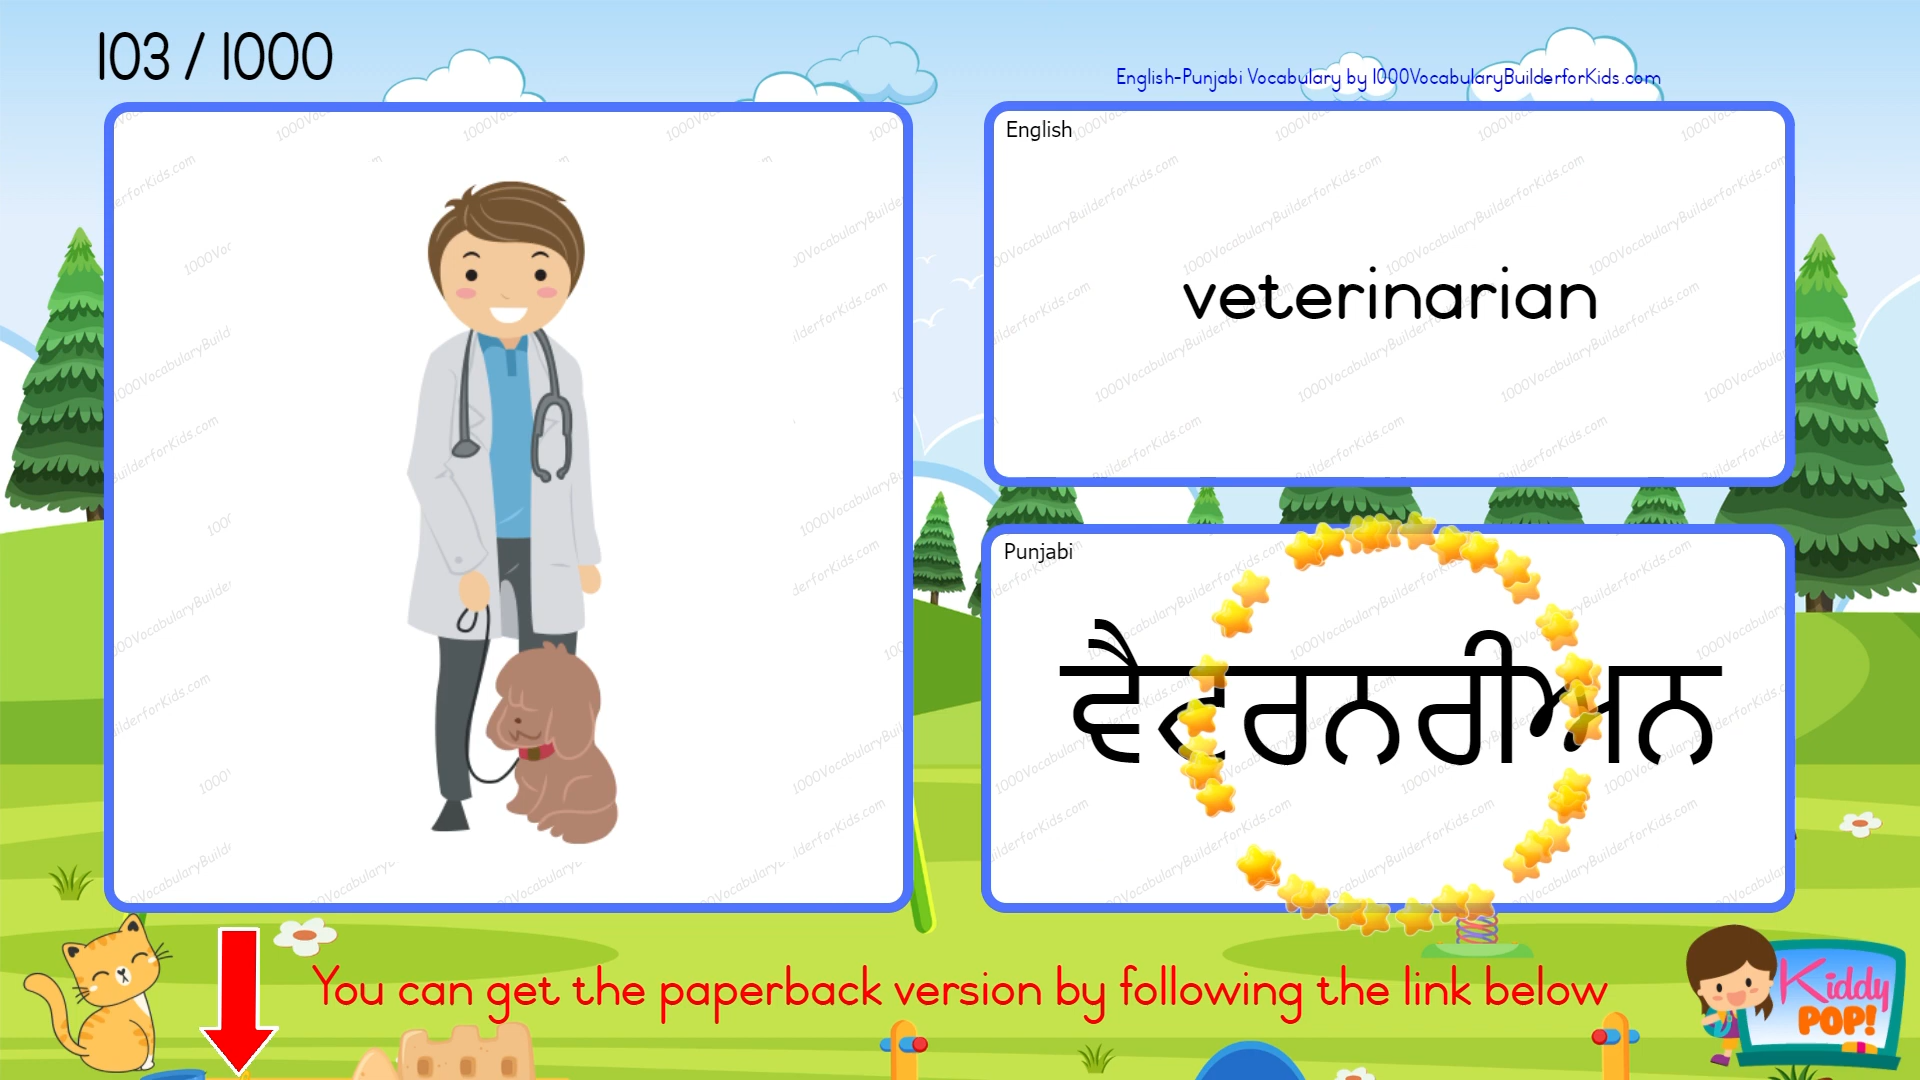 103 / 1000
English-Punjabi Vocabulary by 1000VocabularyBuilderforKids.com
English
veterinarian
Punjabi
ਵੈਟਰਨਰੀਅਨ
You can get the paperback version by following the link below
Kiddy
POP!